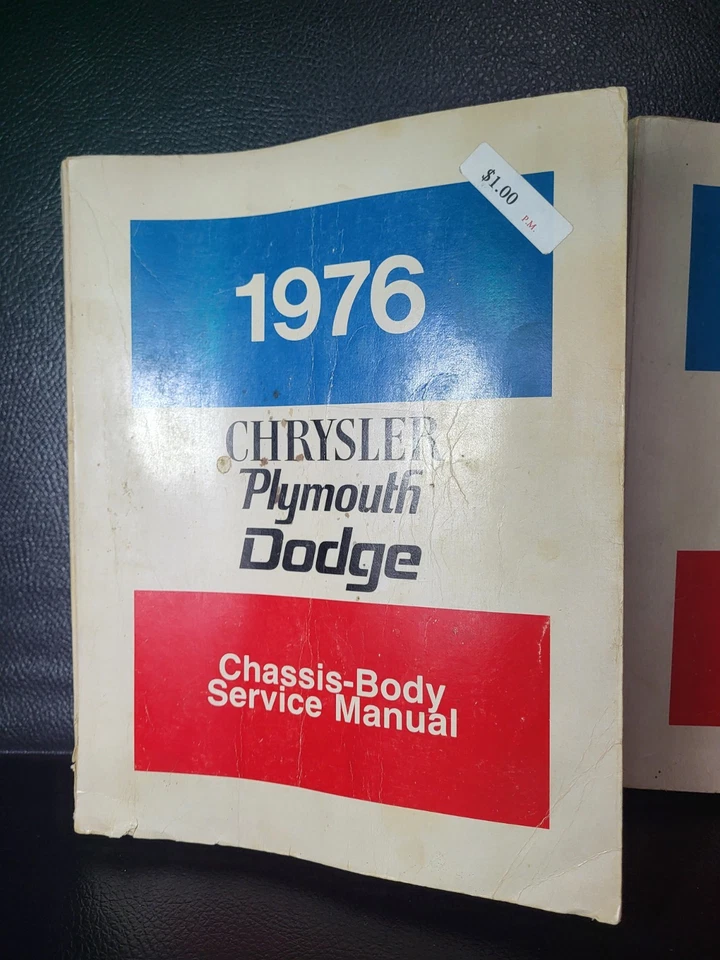 $1.00
P.M.
1976
CHRYSLER
Plymouth
Dodge
Chassis-Body
Service Manual